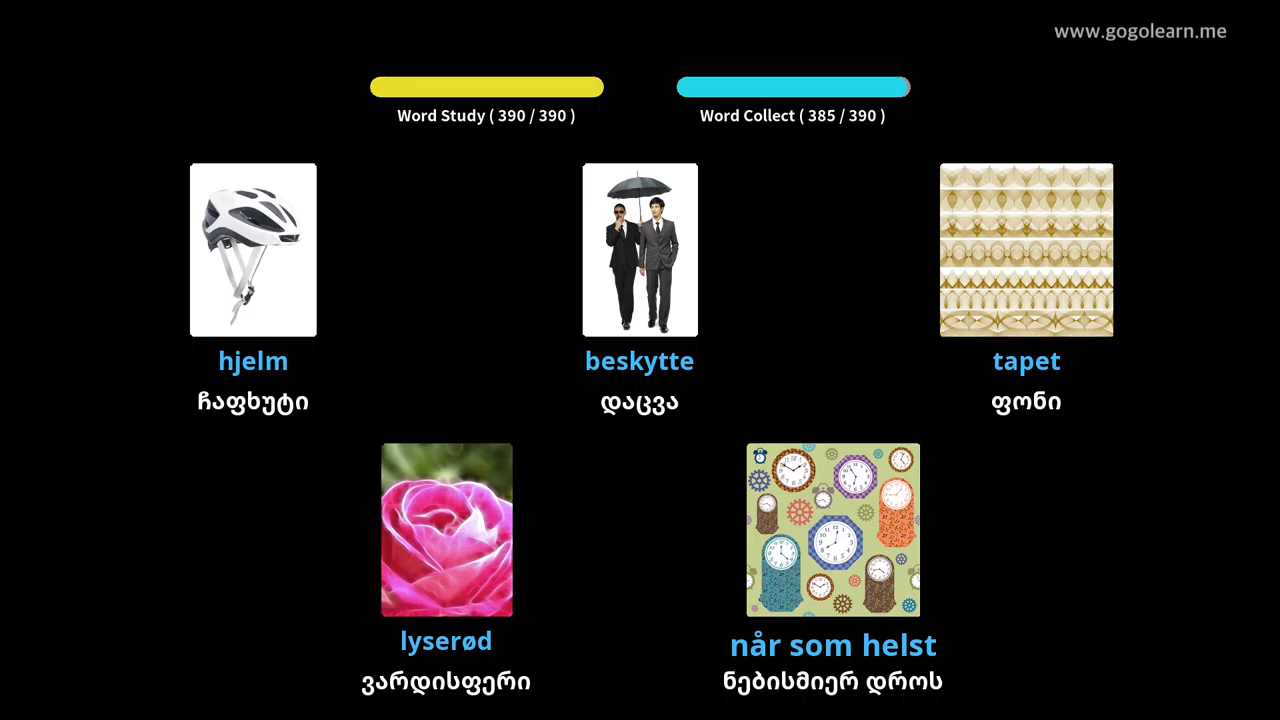 www.gogolearn.me
Word Study ( 390 / 390 )
Word Collect ( 385 / 390 )
hjelm
beskytte
tapet
ჩაფხუტი
დაცვა
ფონი
lyserød
når som helst
ვარდისფერი
ნებისმიერ დროს